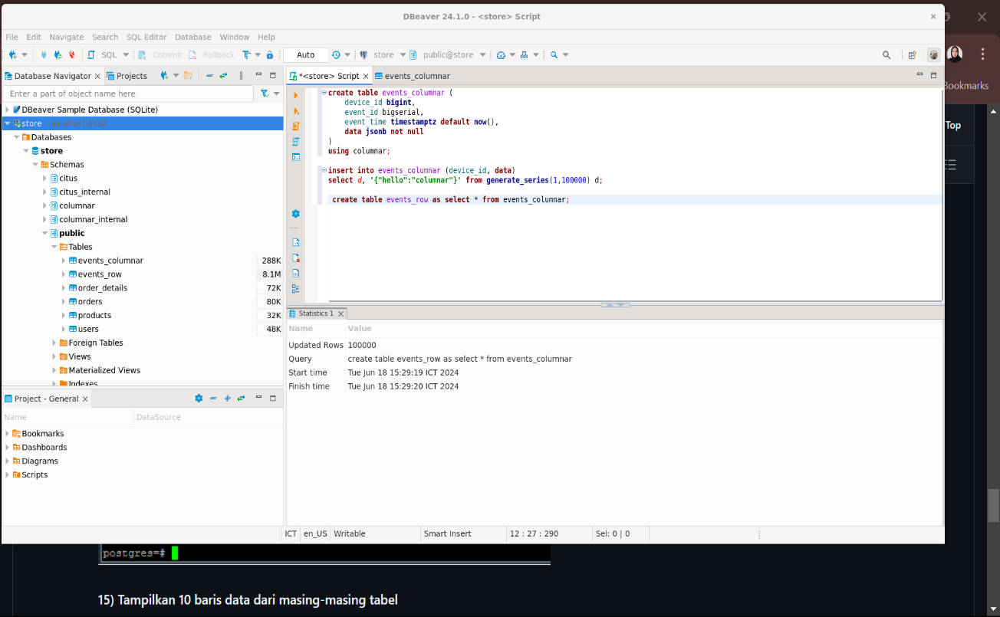 DBeaver 24.1.0 - <store> Script
File Edit Navigate Search SQL Editor Database Window Help
SQL Commit Rollback Auto store public@store
Database Navigator Projects
Enter a part of object name here
DBeaver Sample Database (SQLite)
store - localhost:5432
Databases
store
Schemas
citus
citus_internal
columnar
columnar_internal
public
Tables
events_columnar 288K
events_row 8.1M
order_details 72K
orders 80K
products 32K
users 48K
Foreign Tables
Views
Materialized Views
Indexes
Project - General
Name DataSource
Bookmarks
Dashboards
Diagrams
Scripts
*<store> Script events_columnar
create table events_columnar (
device_id bigint,
event_id bigserial,
event_time timestamptz default now(),
data jsonb not null
)
using columnar;
insert into events_columnar (device_id, data)
select d, '{"hello":"columnar"}' from generate_series(1,100000) d;
create table events_row as select * from events_columnar;
Statistics 1
Name Value
Updated Rows 100000
Query create table events_row as select * from events_columnar
Start time Tue Jun 18 15:29:19 ICT 2024
Finish time Tue Jun 18 15:29:20 ICT 2024
ICT en_US Writable Smart Insert 12 : 27 : 290 Sel: 0 | 0
Bookmarks
Top
postgres=#
15) Tampilkan 10 baris data dari masing-masing tabel